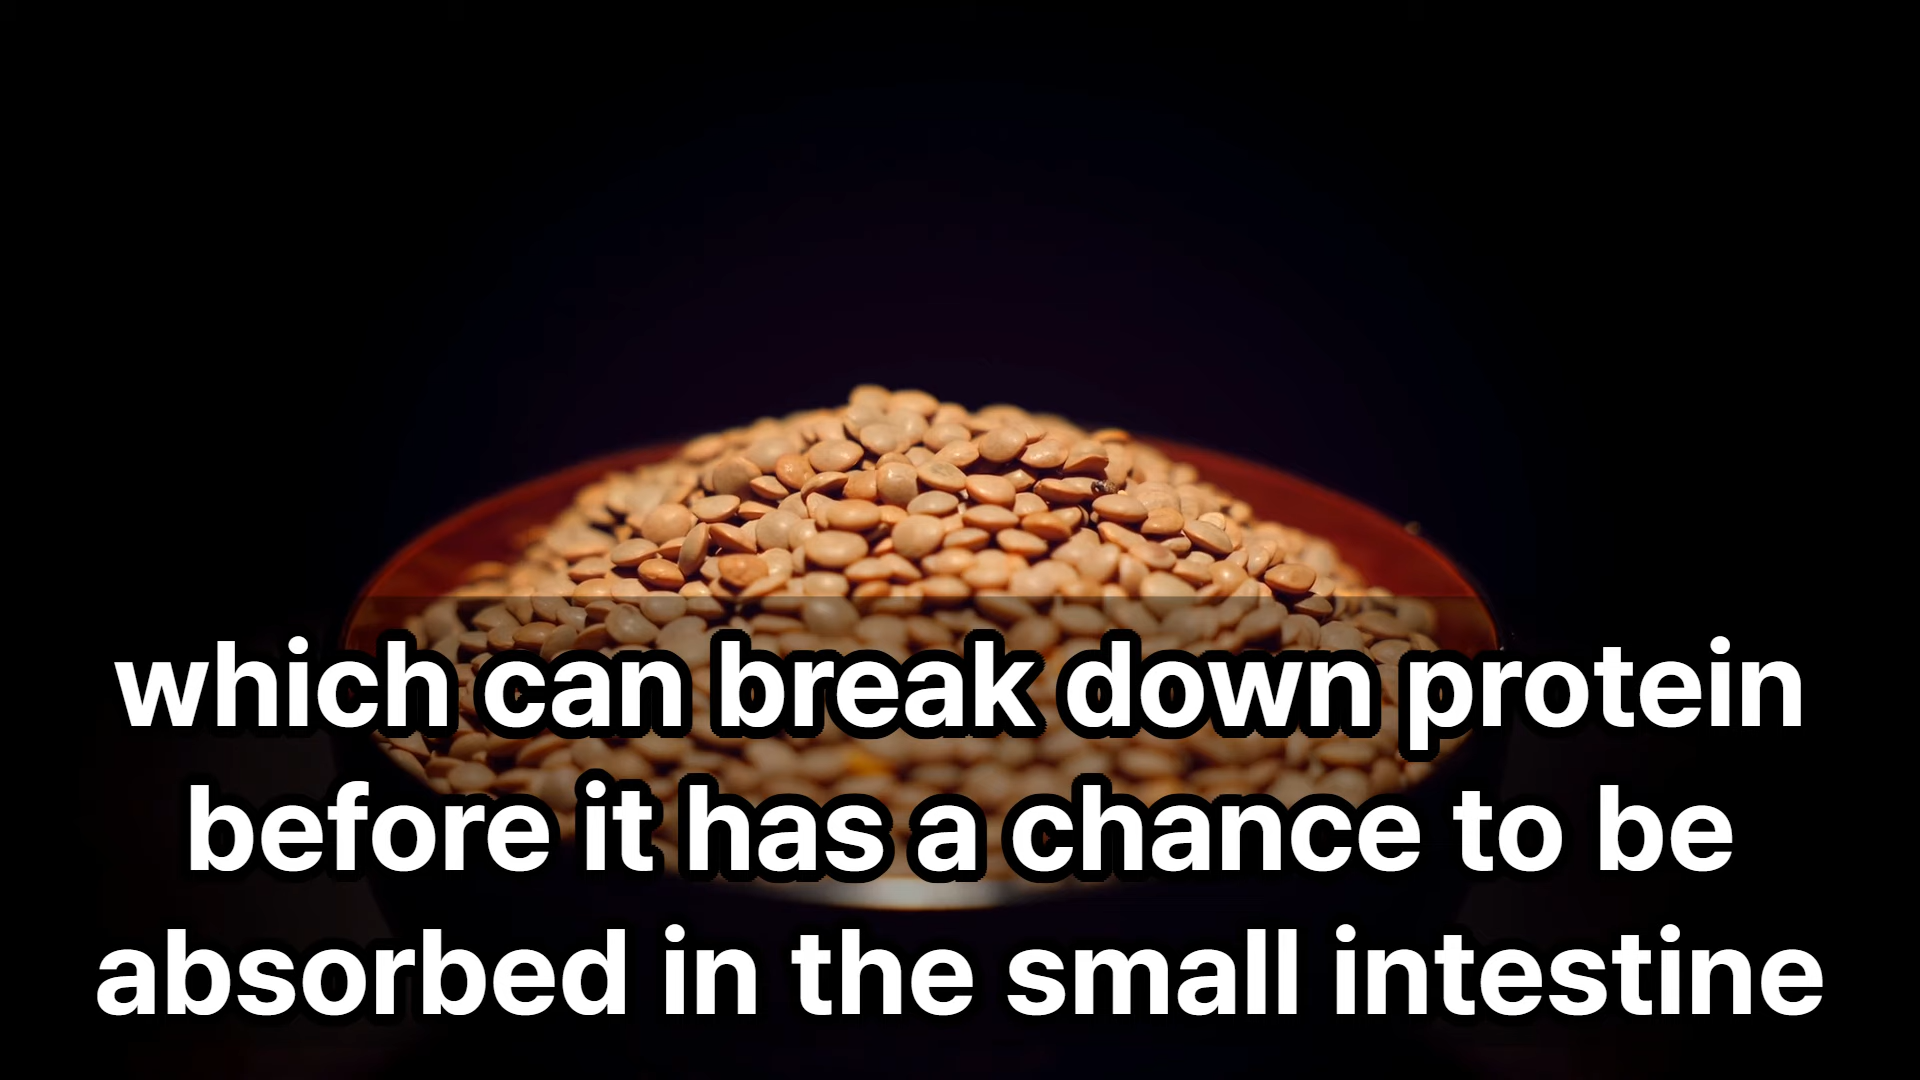 which can break down protein
before it has a chance to be
absorbed in the small intestine